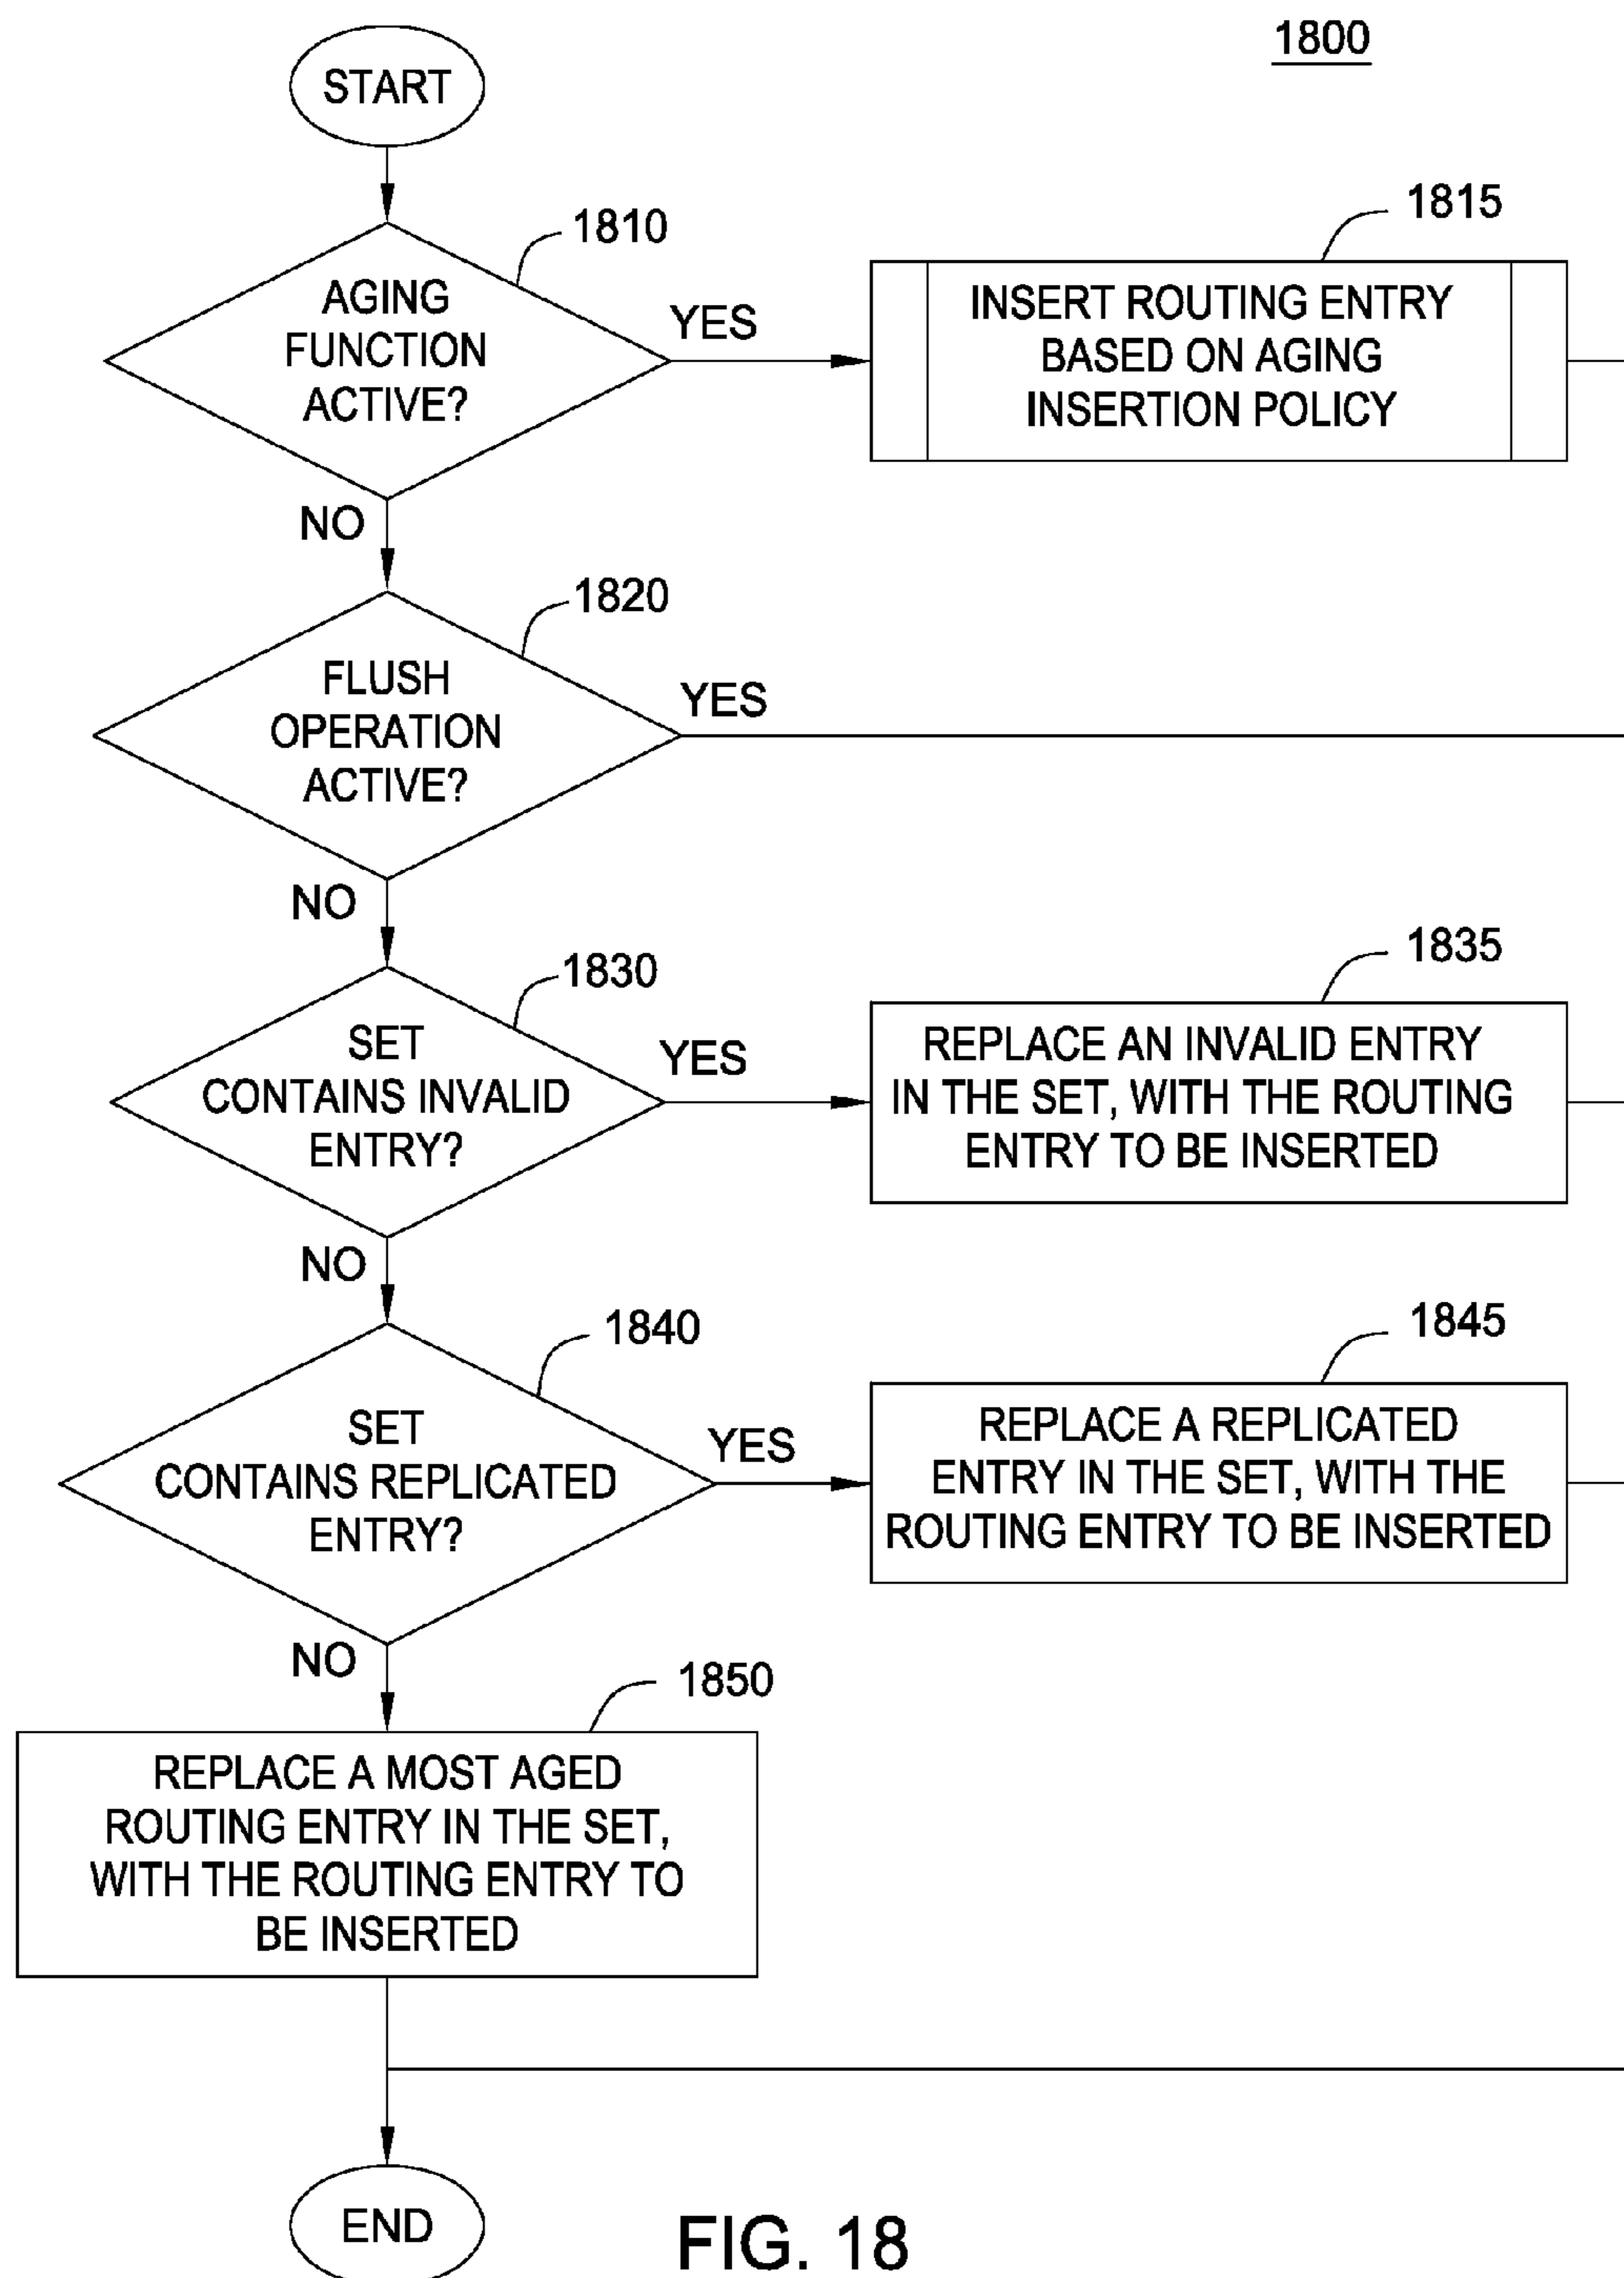 1800
START
1810
AGING
FUNCTION
ACTIVE?
YES
1815
INSERT ROUTING ENTRY
BASED ON AGING
INSERTION POLICY
NO
1820
FLUSH
OPERATION
ACTIVE?
YES
NO
1830
SET
CONTAINS INVALID
ENTRY?
YES
1835
REPLACE AN INVALID ENTRY
IN THE SET, WITH THE ROUTING
ENTRY TO BE INSERTED
NO
1840
SET
CONTAINS REPLICATED
ENTRY?
YES
1845
REPLACE A REPLICATED
ENTRY IN THE SET, WITH THE
ROUTING ENTRY TO BE INSERTED
NO
1850
REPLACE A MOST AGED
ROUTING ENTRY IN THE SET,
WITH THE ROUTING ENTRY TO
BE INSERTED
END
FIG. 18